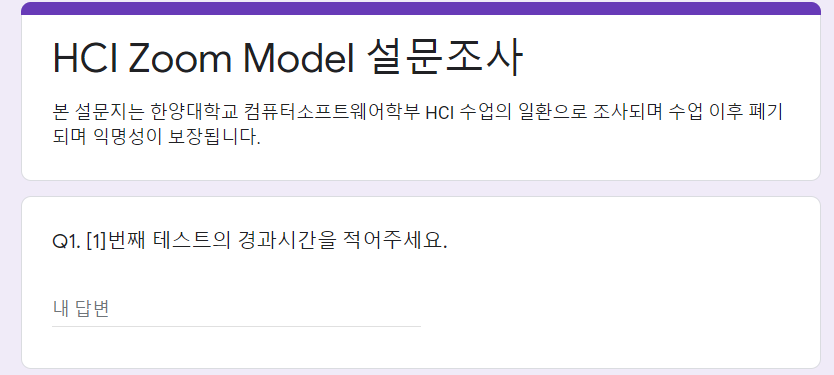 HCI Zoom Model 설문조사
본 설문지는 한양대학교 컴퓨터소프트웨어학부 HCI 수업의 일환으로 조사되며 수업 이후 폐기
되며 익명성이 보장됩니다.
Q1. [1]번째 테스트의 경과시간을 적어주세요.
내 답변